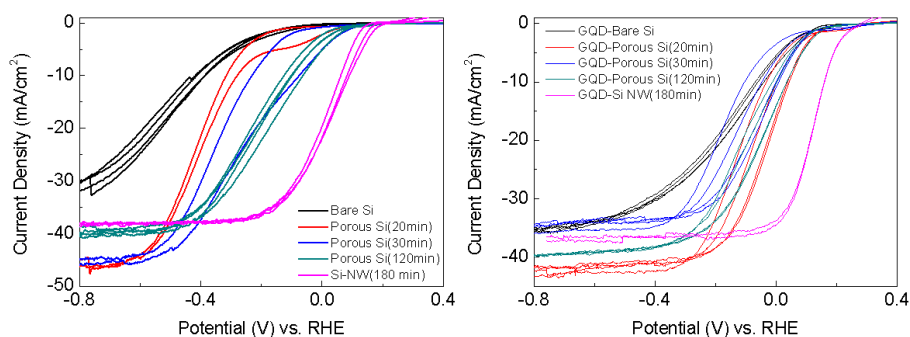 Current Density (mA/cm²)
0
-10
-20
-30
-40
-50
-0.8
-0.4
0.0
0.4
Potential (V) vs. RHE
Bare Si
Porous Si(20min)
Porous Si(30min)
Porous Si(120min)
Si-NW(180 min)
Current Density (mA/cm²)
0
-10
-20
-30
-40
-0.8
-0.4
0.0
0.4
Potential (V) vs. RHE
GQD-Bare Si
GQD-Porous Si(20min)
GQD-Porous Si(30min)
GQD-Porous Si(120min)
GQD-Si NW(180min)